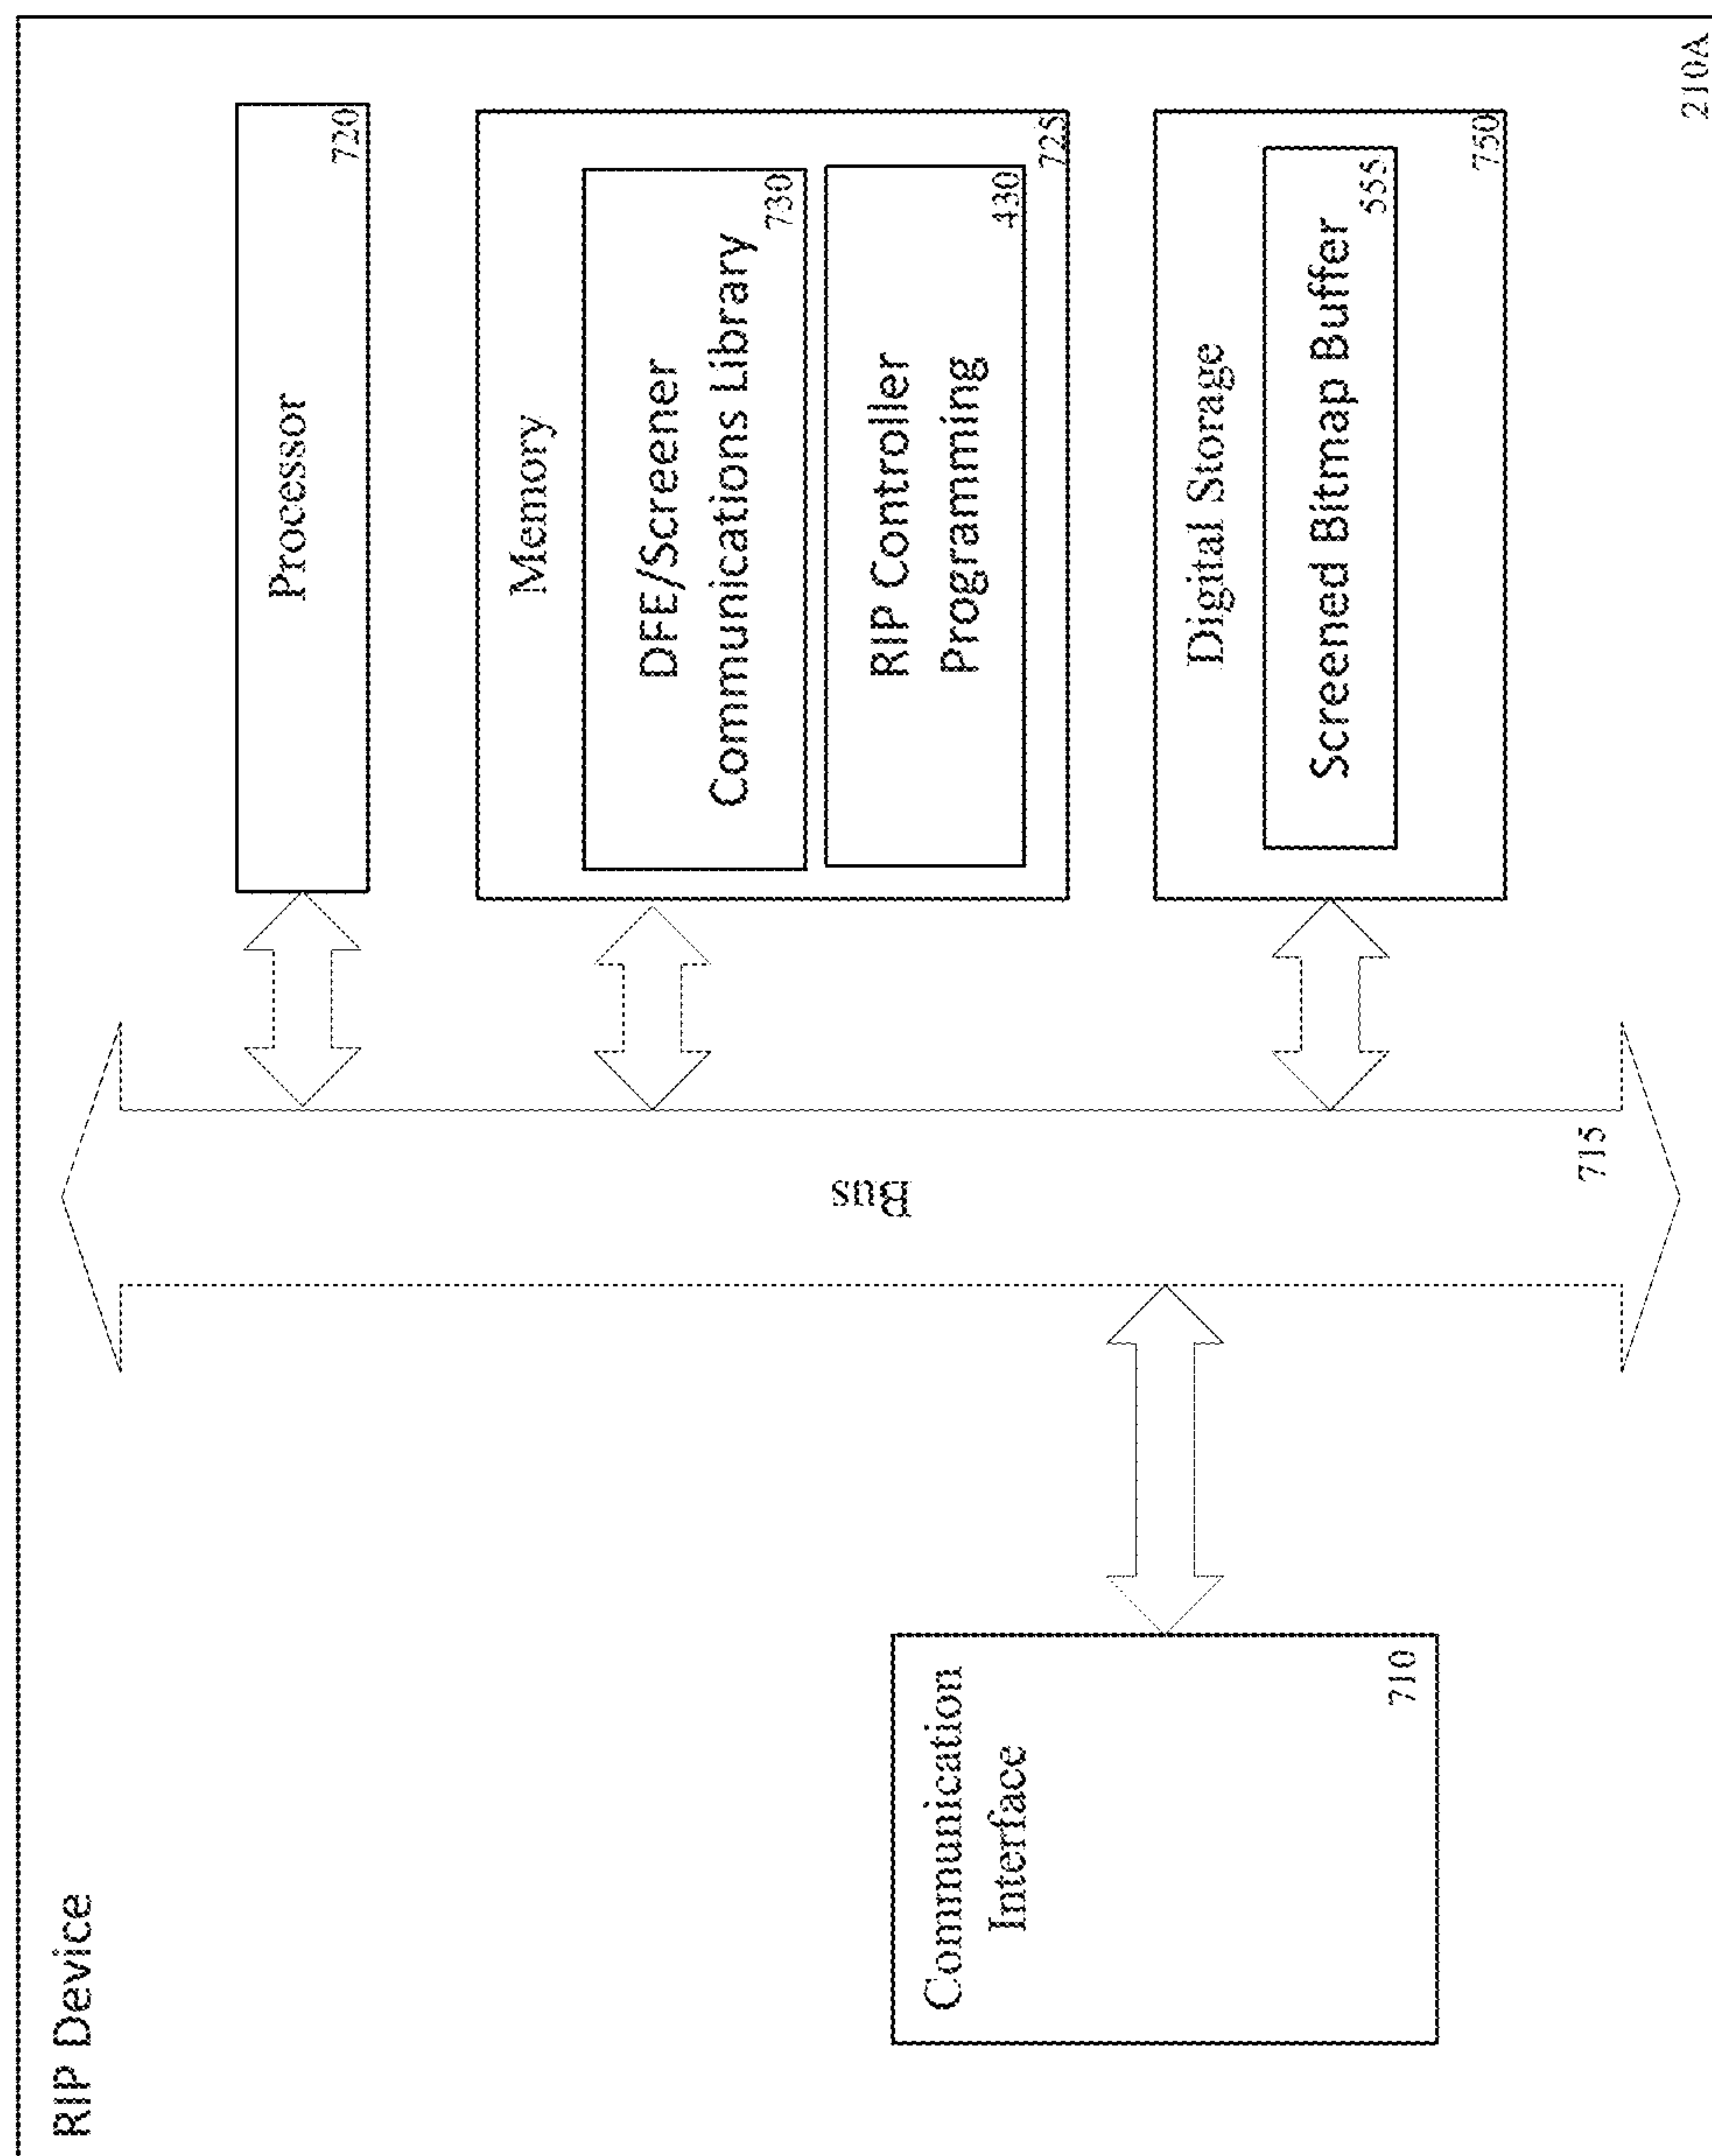 RIP Device
Processor
720
Memory
DFE/Screener
Communications Library
730
RIP Controller
Programming
430
725
Digital Storage
Screened Bitmap Buffer
555
750
Bus
715
Communication
Interface
710
210A